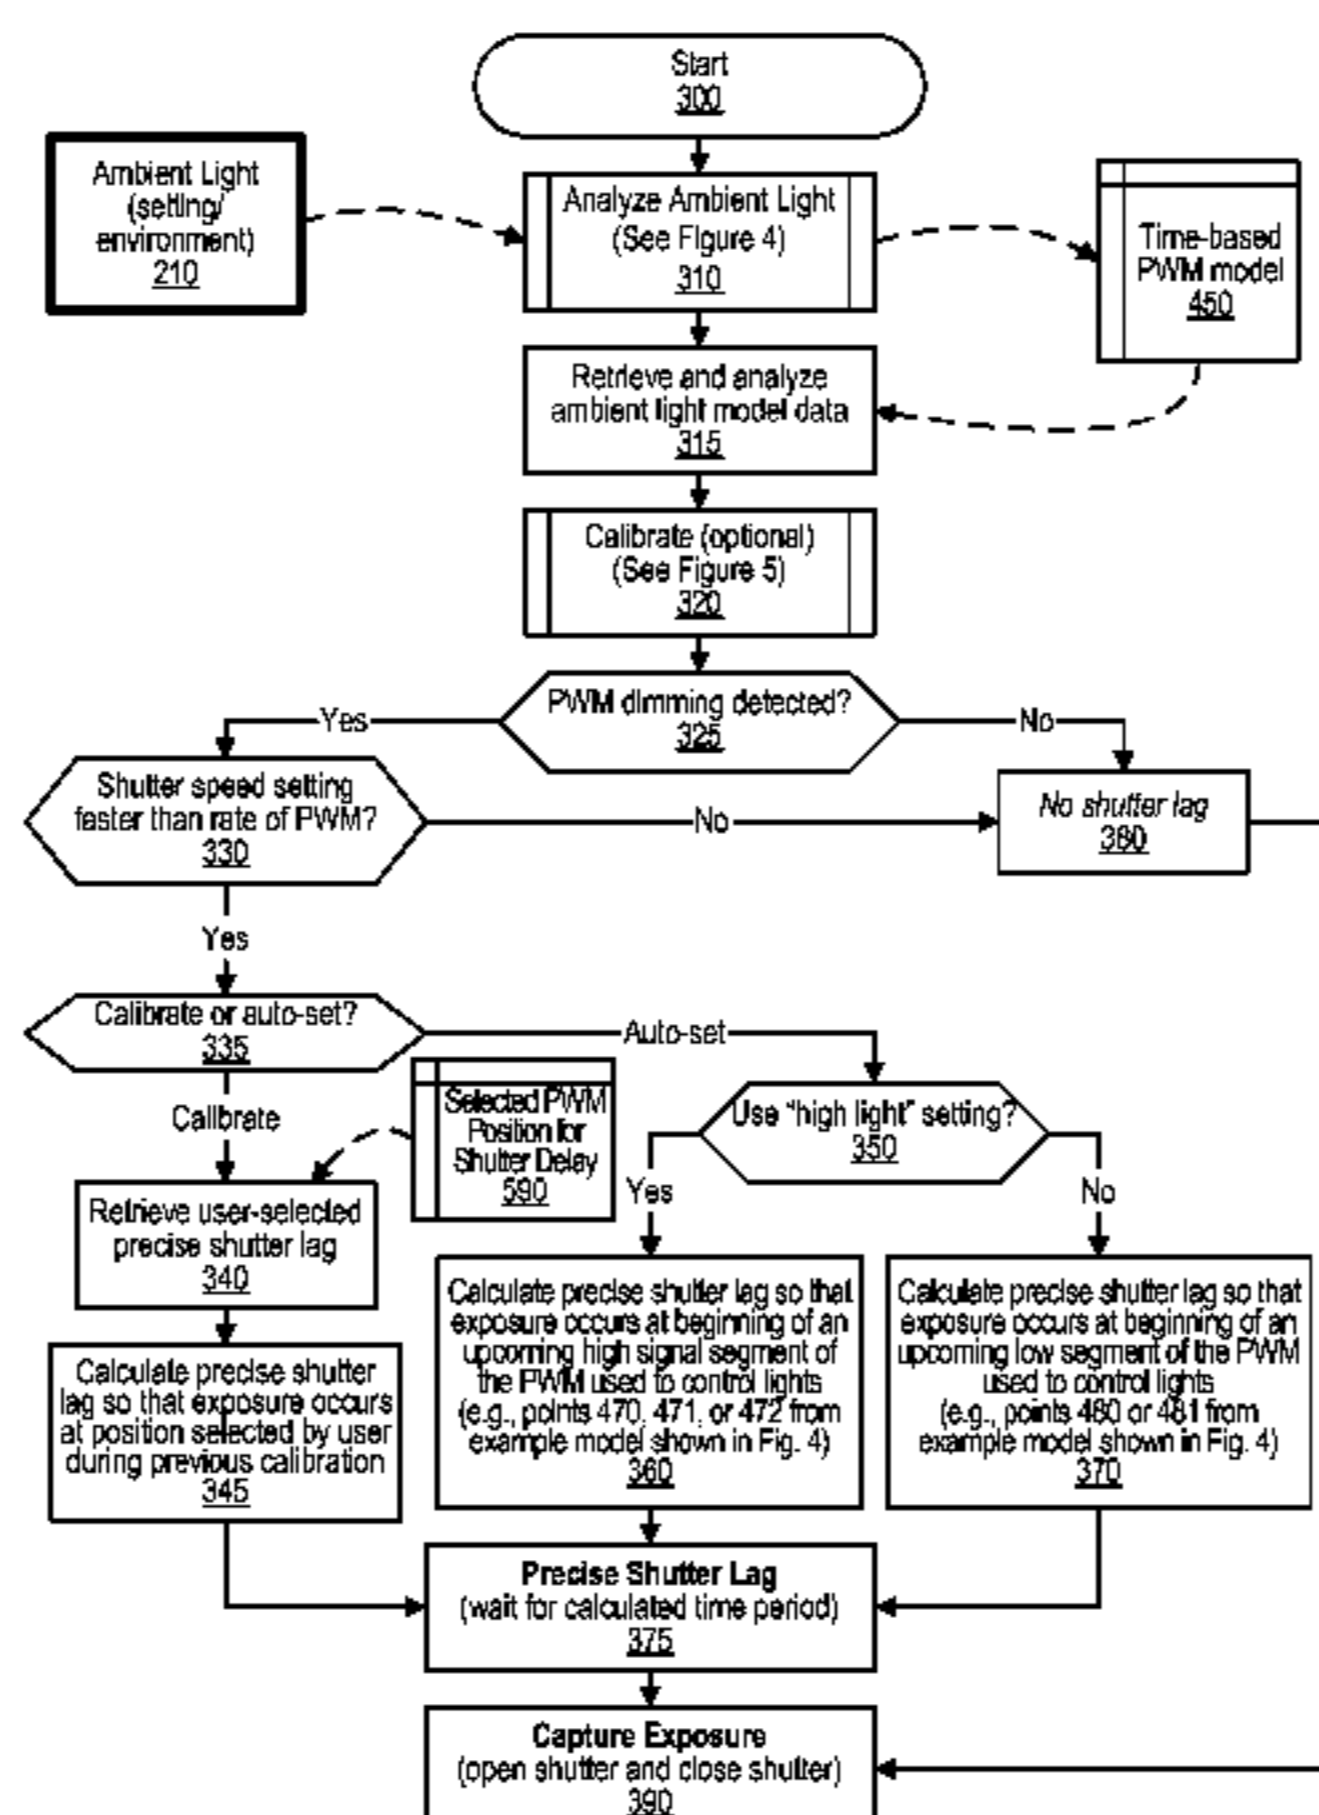 Start
300
Ambient Light
(setting/
environment)
210
Analyze Ambient Light
(See Figure 4)
310
Time-based
PWM model
450
Retrieve and analyze
ambient light model data
315
Calibrate (optional)
(See Figure 5)
320
PWM dimming detected?
325
Yes
No
Shutter speed setting
faster than rate of PWM?
330
No
No shutter lag
380
Yes
Calibrate or auto-set?
335
Auto-set
Calibrate
Selected PWM
Position for
Shutter Delay
590
Use "high light" setting?
350
Yes
No
Retrieve user-selected
precise shutter lag
340
Calculate precise shutter
lag so that exposure occurs
at position selected by user
during previous calibration
345
Calculate precise shutter lag so that
exposure occurs at beginning of an
upcoming high signal segment of
the PWM used to control lights
(e.g., points 470, 471, or 472 from
example model shown in Fig. 4)
360
Calculate precise shutter lag so that
exposure occurs at beginning of an
upcoming low segment of the PWM
used to control lights
(e.g., points 480 or 481 from
example model shown in Fig. 4)
370
Precise Shutter Lag
(wait for calculated time period)
375
Capture Exposure
(open shutter and close shutter)
390